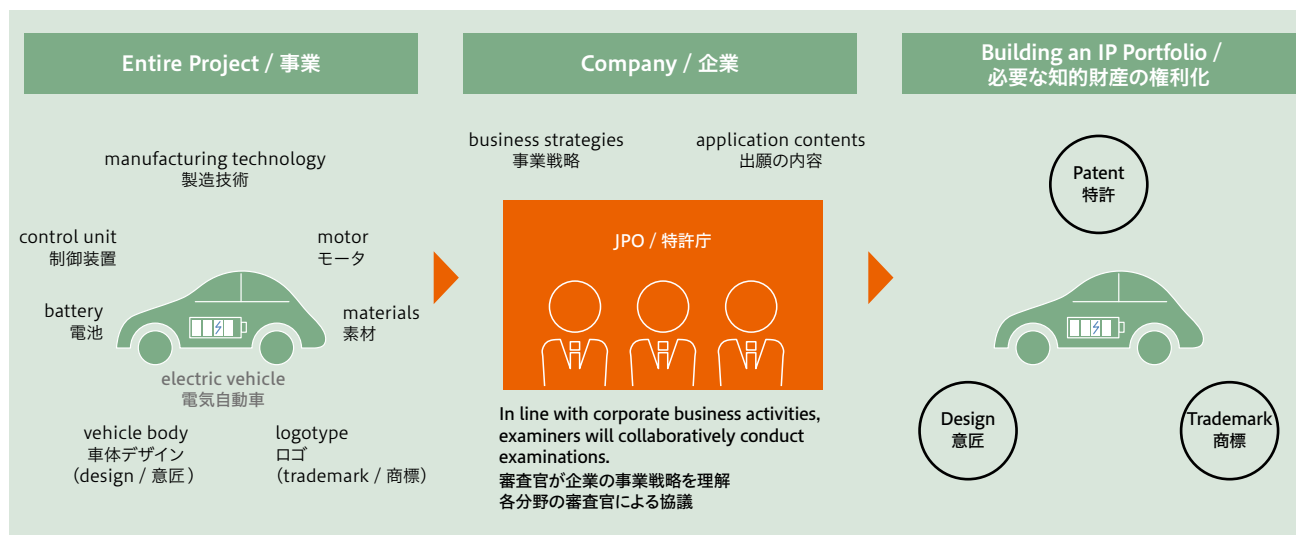 Entire Project / 事業
manufacturing technology
製造技術
control unit
制御装置
motor
モータ
battery
電池
materials
素材
electric vehicle
電気自動車
vehicle body
車体デザイン
(design / 意匠)
logotype
ロゴ
(trademark / 商標)
Company / 企業
business strategies
事業戦略
application contents
出願の内容
JPO / 特許庁
In line with corporate business activities,
examiners will collaboratively conduct
examinations.
審査官が企業の事業戦略を理解
各分野の審査官による協議
Building an IP Portfolio /
必要な知的財産の権利化
Patent
特許
Design
意匠
Trademark
商標